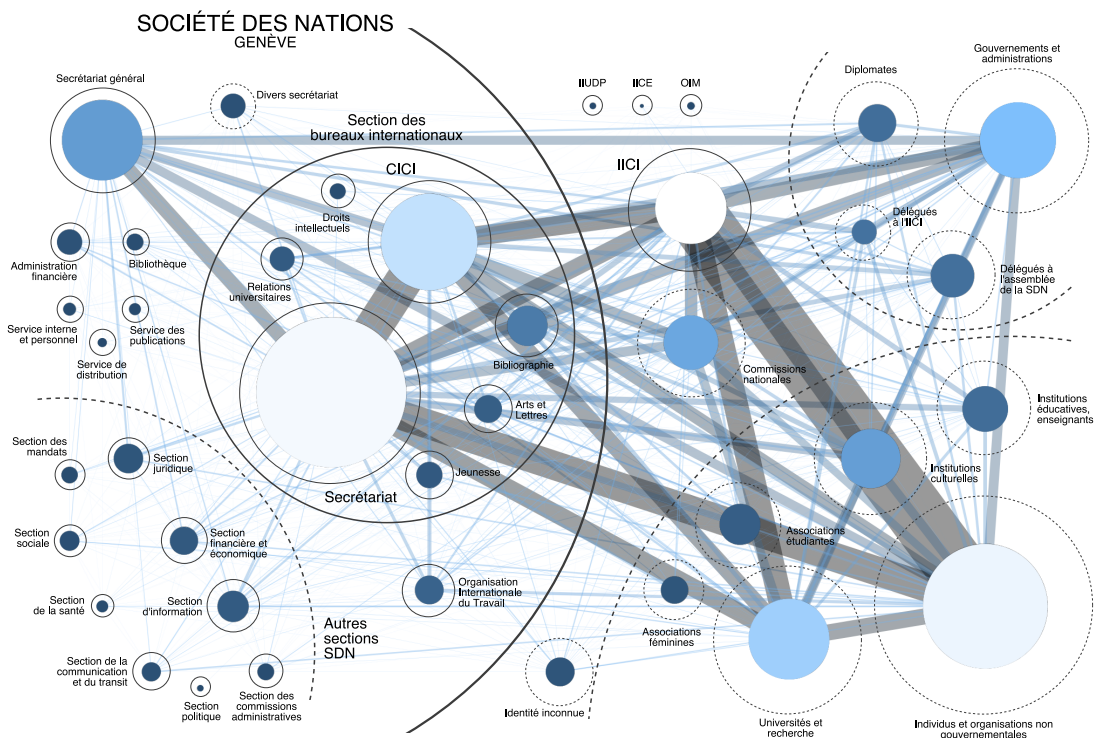 SOCIÉTÉ DES NATIONS
GENÈVE
Secrétariat général
Divers secrétariat
Section des
bureaux internationaux
CICI
Droits
intellectuels
Relations
universitaires
Bibliographie
Arts et
Lettres
Jeunesse
Secrétariat
Administration
financière
Bibliothèque
Service interne
et personnel
Service des
publications
Service de
distribution
Section des
mandats
Section
juridique
Section
sociale
Section
financière et
économique
Section
de la santé
Section
d'information
Autres
sections
SDN
Section de la
communication
et du transit
Section
politique
Section des
commissions
administratives
Organisation
Internationale
du Travail
Identité inconnue
IIUDP
IICE
OIM
IICI
Commissions
nationales
Diplomates
Gouvernements et
administrations
Délégués
à l'IICI
Délégués à
l'assemblée
de la SDN
Institutions
éducatives,
enseignants
Institutions
culturelles
Associations
étudiantes
Associations
féminines
Universités et
recherche
Individus et organisations non
gouvernementales